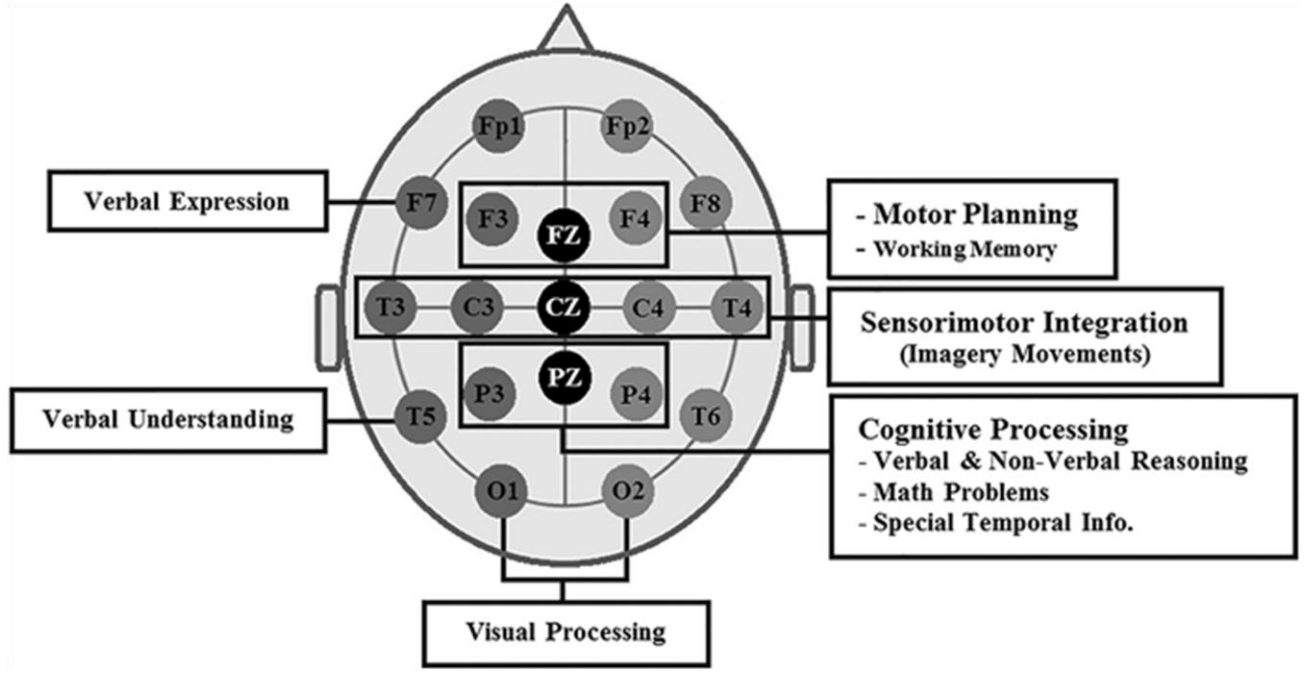 Fp1 Fp2
Verbal Expression
F7 F3 FZ F4 F8
- Motor Planning
- Working Memory
T3 C3 CZ C4 T4
Sensorimotor Integration
(Imagery Movements)
P3 PZ P4
Verbal Understanding
T5 T6
Cognitive Processing
- Verbal & Non-Verbal Reasoning
- Math Problems
- Special Temporal Info.
O1 O2
Visual Processing